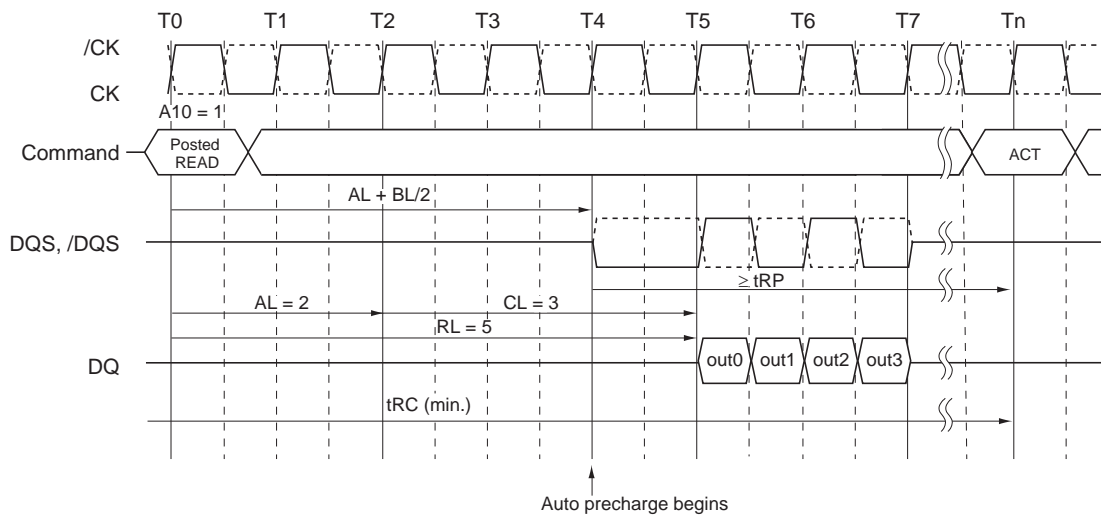 T0 T1 T2 T3 T4 T5 T6 T7 Tn
/CK
CK
A10 = 1
Command
Posted
READ
ACT
AL + BL/2
DQS, /DQS
≥ tRP
AL = 2
CL = 3
RL = 5
DQ
out0 out1 out2 out3
tRC (min.)
Auto precharge begins